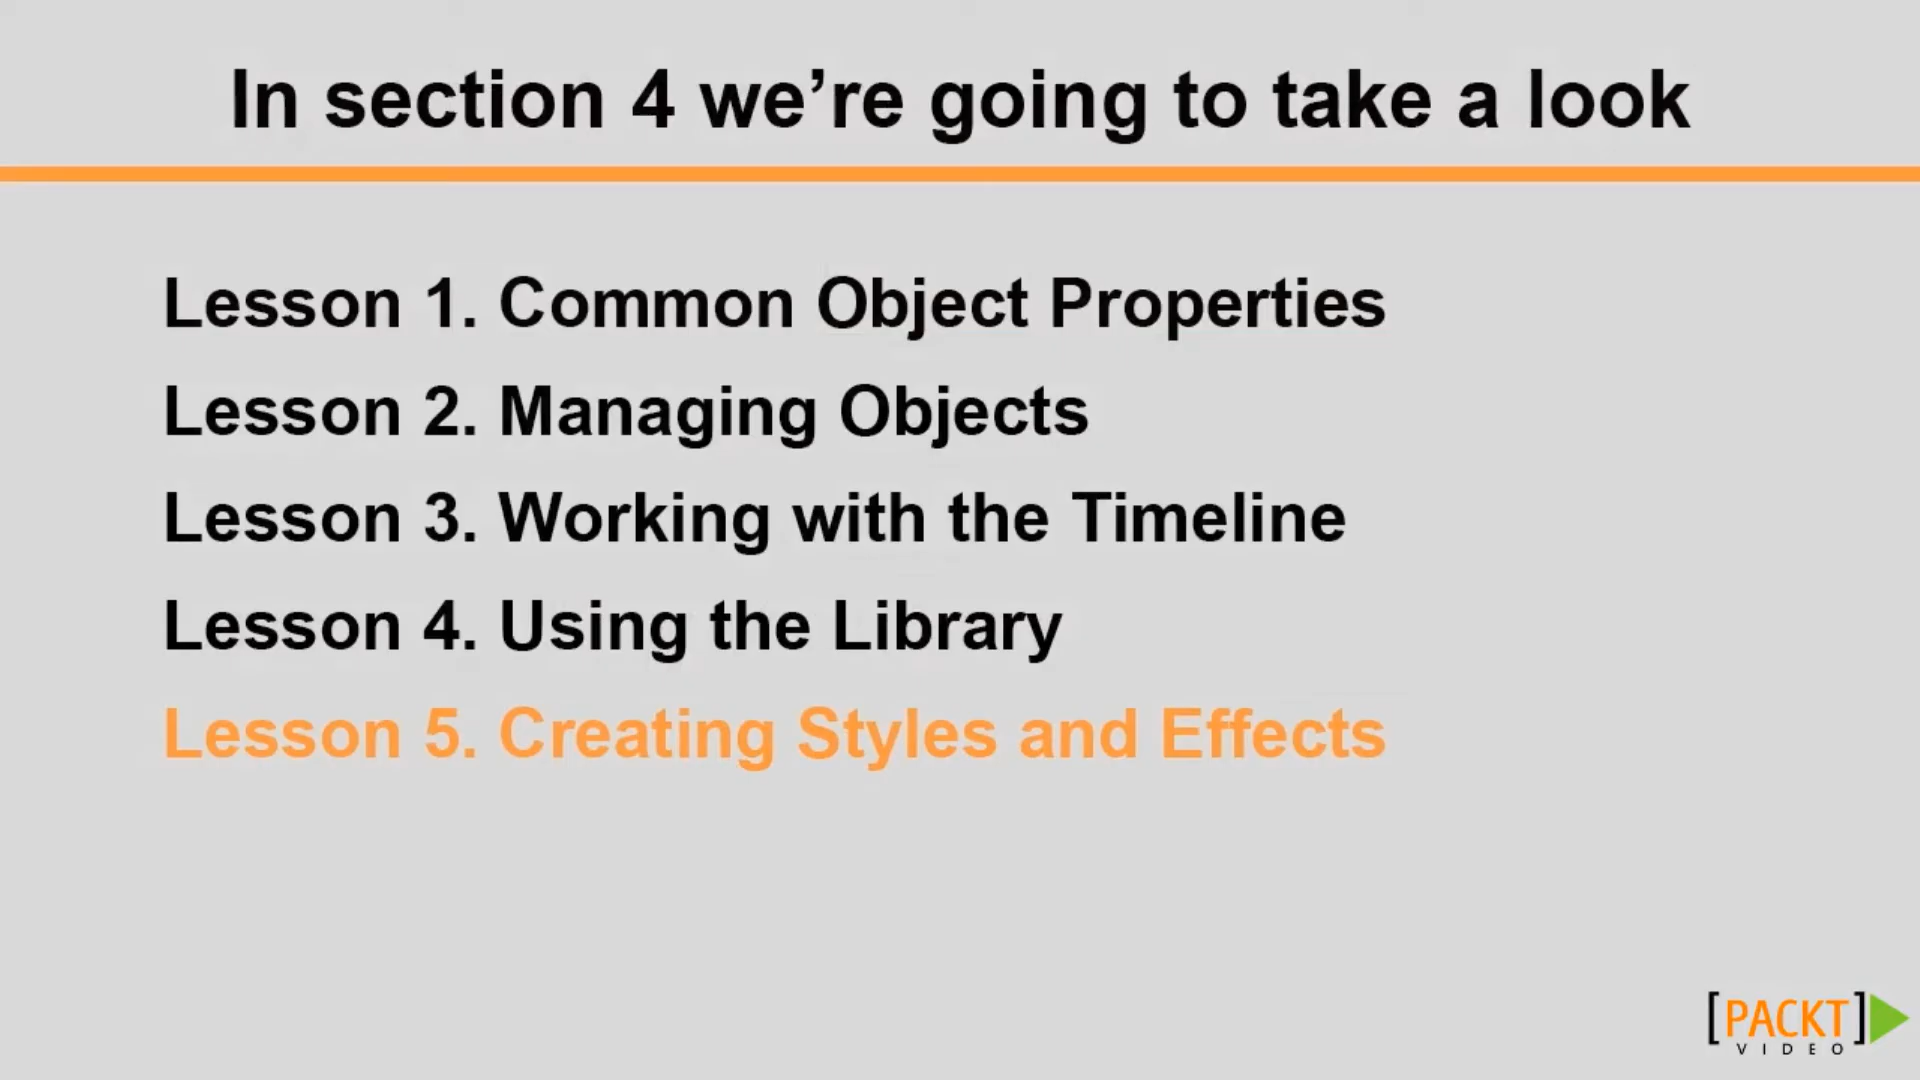 In section 4 we’re going to take a look
Lesson 1. Common Object Properties
Lesson 2. Managing Objects
Lesson 3. Working with the Timeline
Lesson 4. Using the Library
Lesson 5. Creating Styles and Effects
[PACKT]
VIDEO